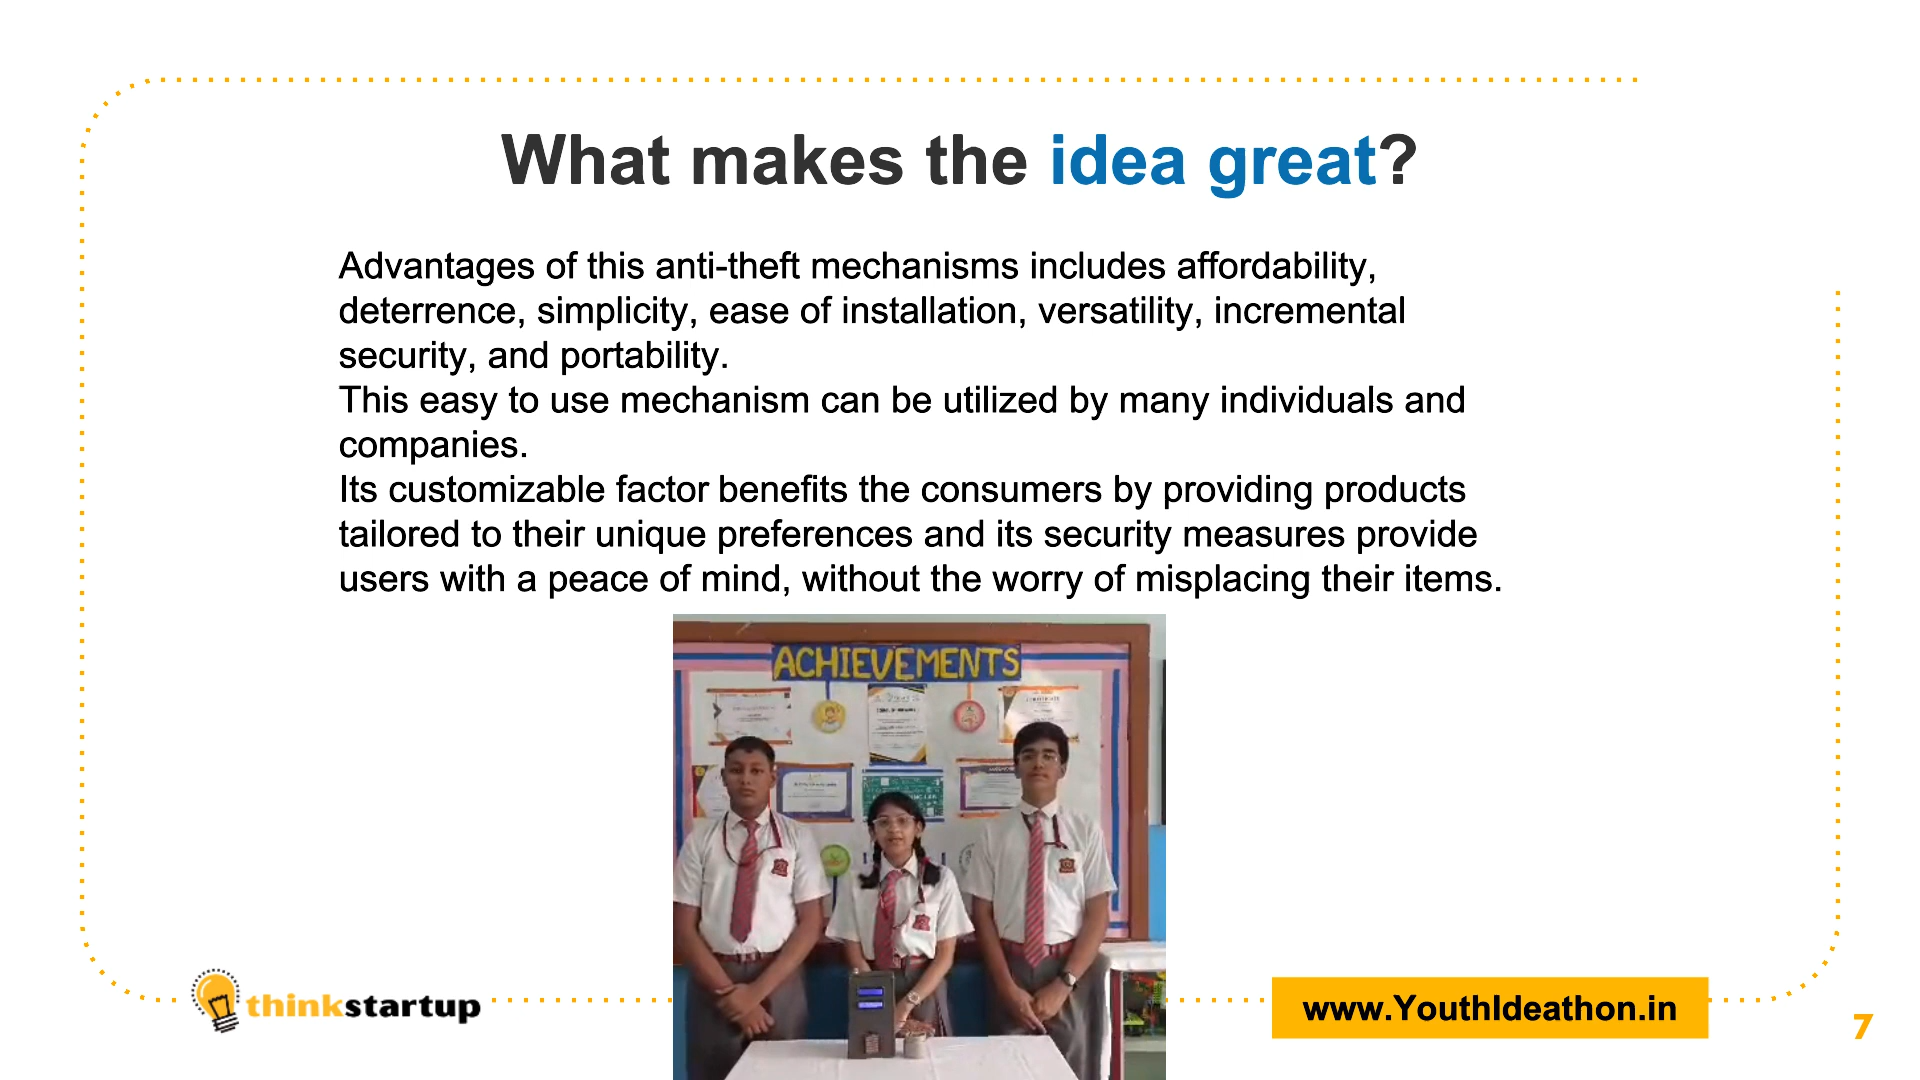 What makes the idea great?
Advantages of this anti-theft mechanisms includes affordability,
deterrence, simplicity, ease of installation, versatility, incremental
security, and portability.
This easy to use mechanism can be utilized by many individuals and
companies.
Its customizable factor benefits the consumers by providing products
tailored to their unique preferences and its security measures provide
users with a peace of mind, without the worry of misplacing their items.
ACHIEVEMENTS
thinkstartup
www.YouthIdeathon.in
7